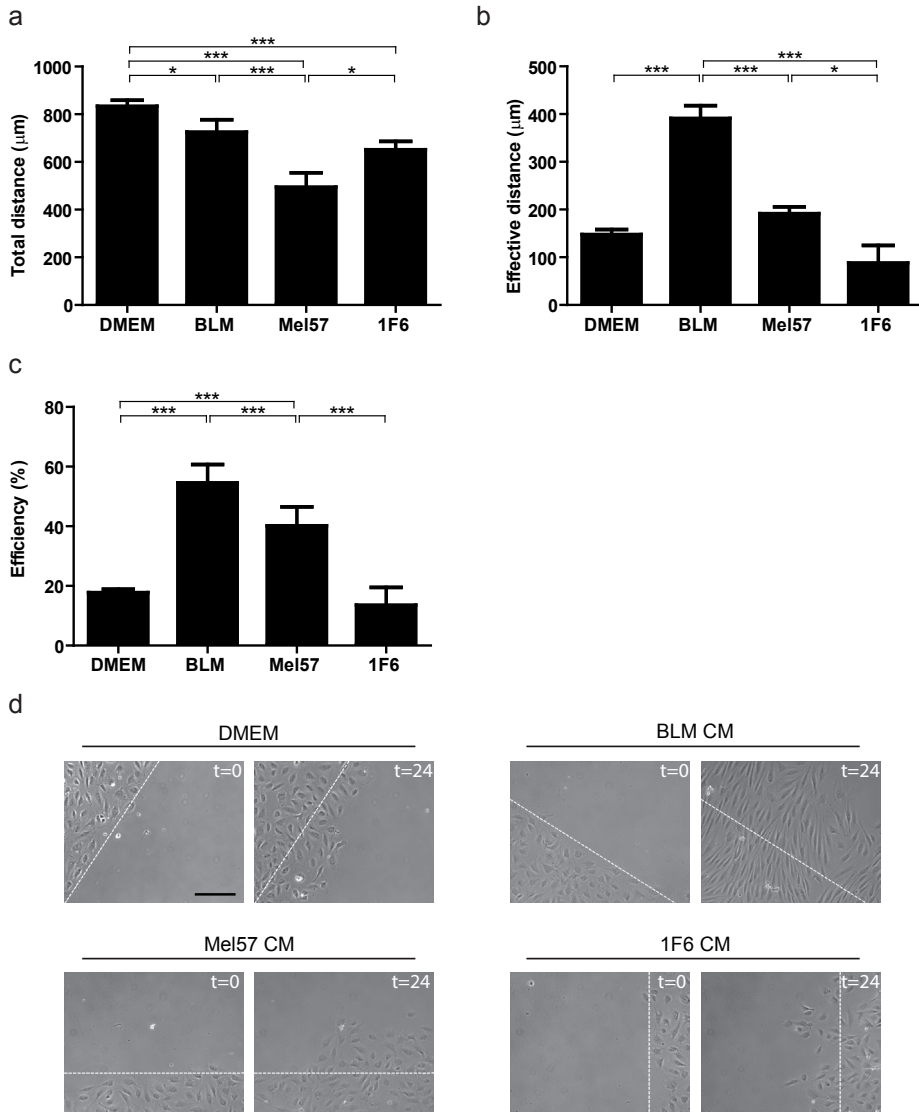 a
***
***
* *** *
Total distance (μm)
1000
800
600
400
200
0
DMEM BLM Mel57 1F6
b
***
*** *** *
Effective distance (μm)
500
400
300
200
100
0
DMEM BLM Mel57 1F6
c
***
*** *** ***
Efficiency (%)
80
60
40
20
0
DMEM BLM Mel57 1F6
d
DMEM
t=0
t=24
BLM CM
t=0
t=24
Mel57 CM
t=0
t=24
1F6 CM
t=0
t=24